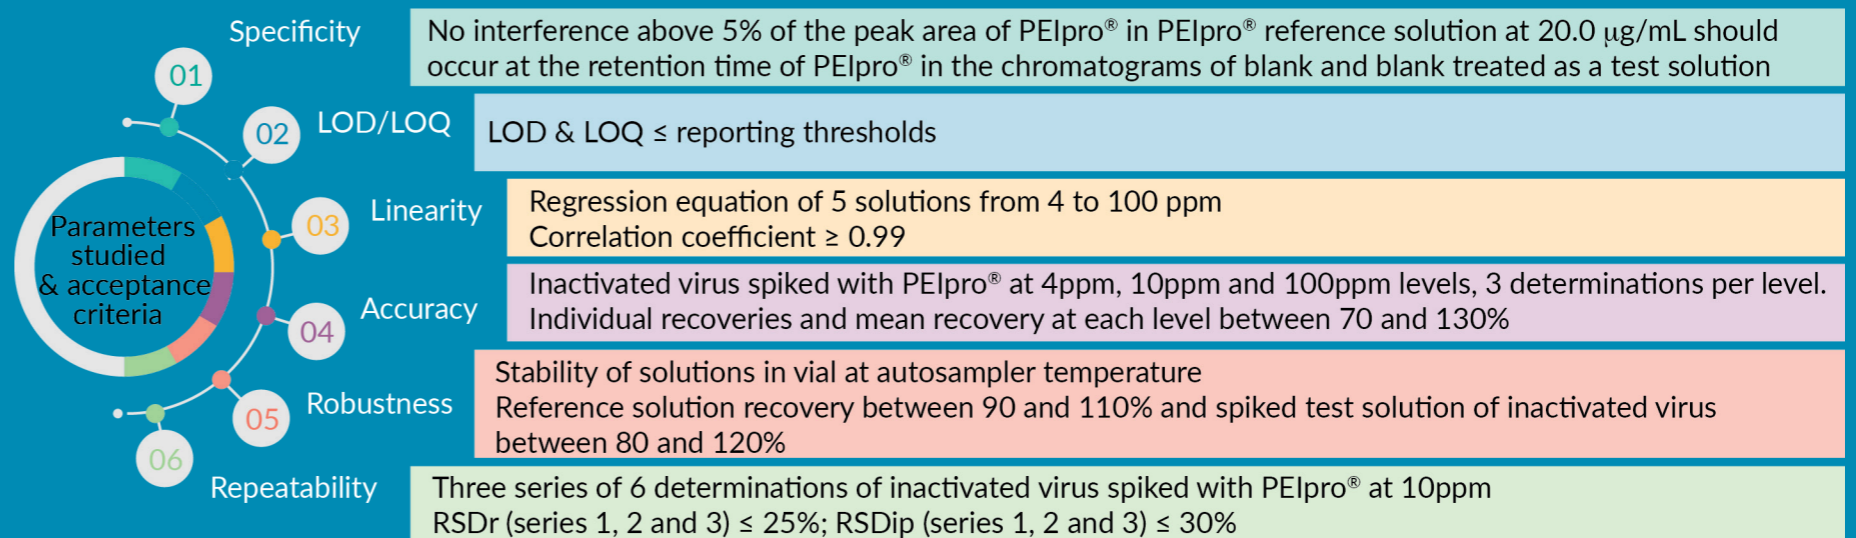 Parameters
studied
& acceptance
criteria
01
Specificity
No interference above 5% of the peak area of PEIpro® in PEIpro® reference solution at 20.0 µg/mL should
occur at the retention time of PEIpro® in the chromatograms of blank and blank treated as a test solution
02
LOD/LOQ
LOD & LOQ ≤ reporting thresholds
03
Linearity
Regression equation of 5 solutions from 4 to 100 ppm
Correlation coefficient ≥ 0.99
04
Accuracy
Inactivated virus spiked with PEIpro® at 4ppm, 10ppm and 100ppm levels, 3 determinations per level.
Individual recoveries and mean recovery at each level between 70 and 130%
05
Robustness
Stability of solutions in vial at autosampler temperature
Reference solution recovery between 90 and 110% and spiked test solution of inactivated virus
between 80 and 120%
06
Repeatability
Three series of 6 determinations of inactivated virus spiked with PEIpro® at 10ppm
RSDr (series 1, 2 and 3) ≤ 25%; RSDip (series 1, 2 and 3) ≤ 30%